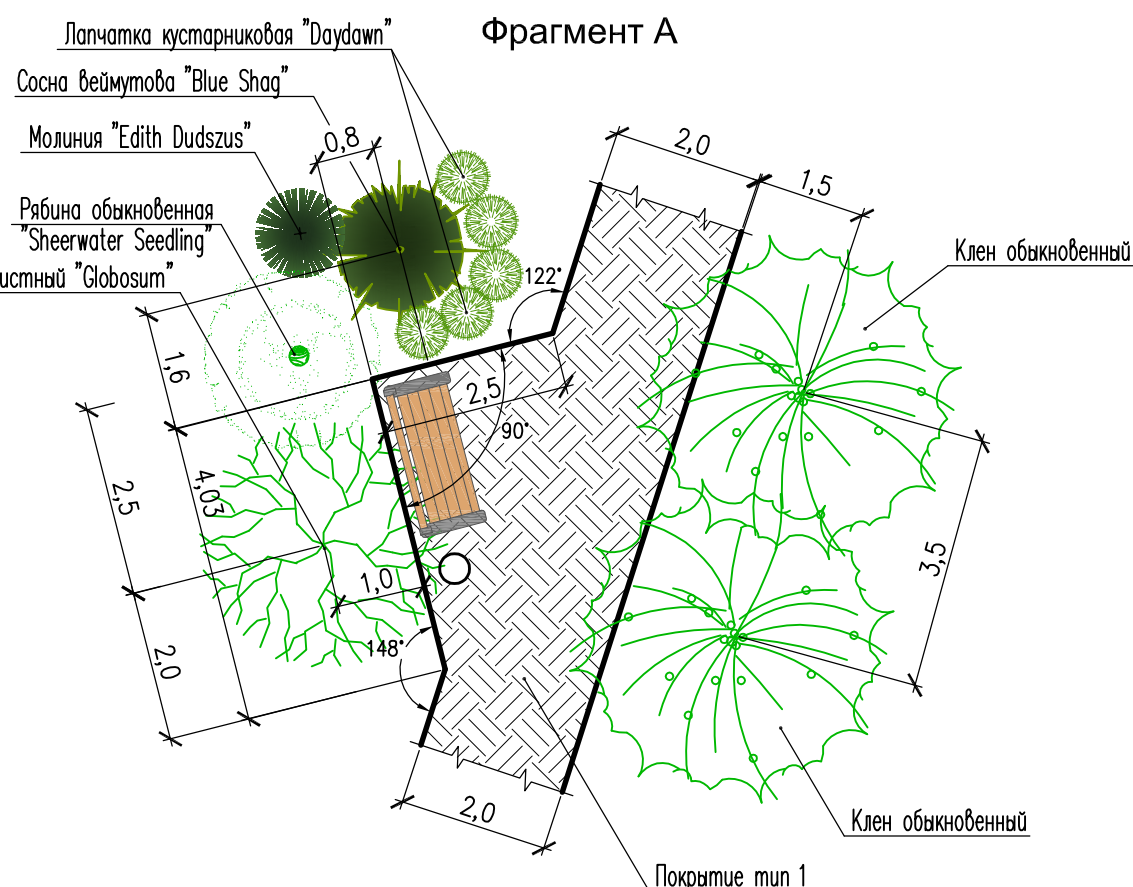 Фрагмент А
Лапчатка кустарниковая "Daydawn"
Сосна веймутова "Blue Shag"
Молиния "Edith Dudszus"
Рябина обыкновенная
"Sheerwater Seedling"
истный "Globosum"
0,8
2,0
1,5
Клен обыкновенный
122°
1,6
2,5
90°
2,5
4,03
3,5
1,0
148°
2,0
2,0
Клен обыкновенный
Покрытие тип 1